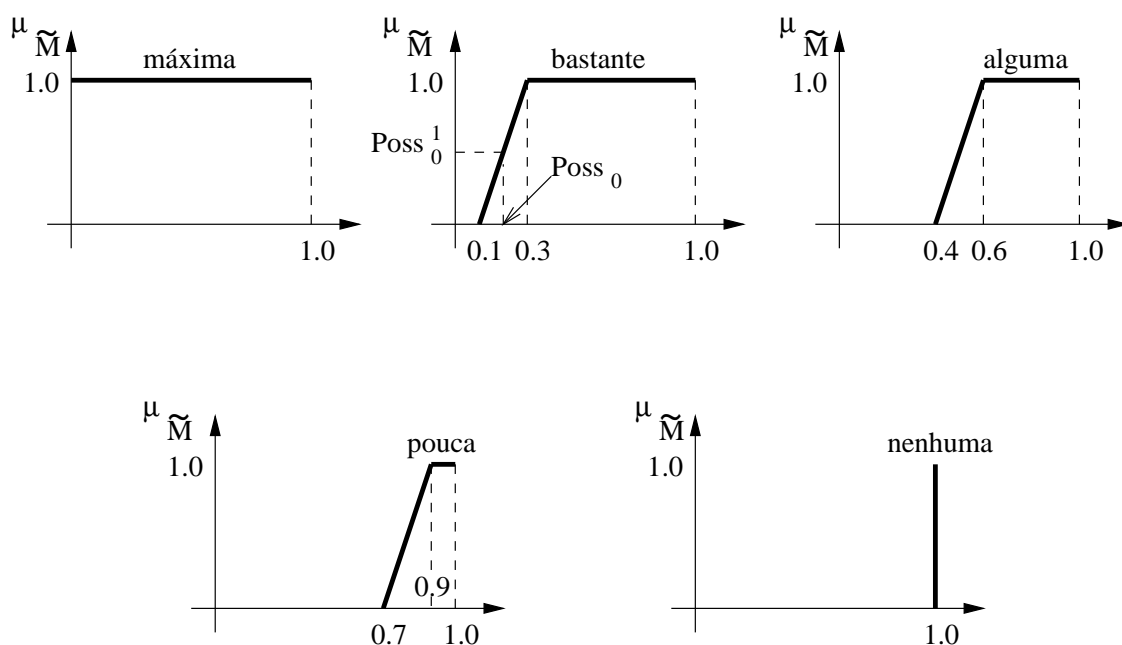 μ M̃
máxima
1.0
1.0
μ M̃
bastante
1.0
Poss 1 0
Poss 0
0.1 0.3 1.0
μ M̃
alguma
1.0
0.4 0.6 1.0
μ M̃
pouca
1.0
0.9
0.7 1.0
μ M̃
nenhuma
1.0
1.0